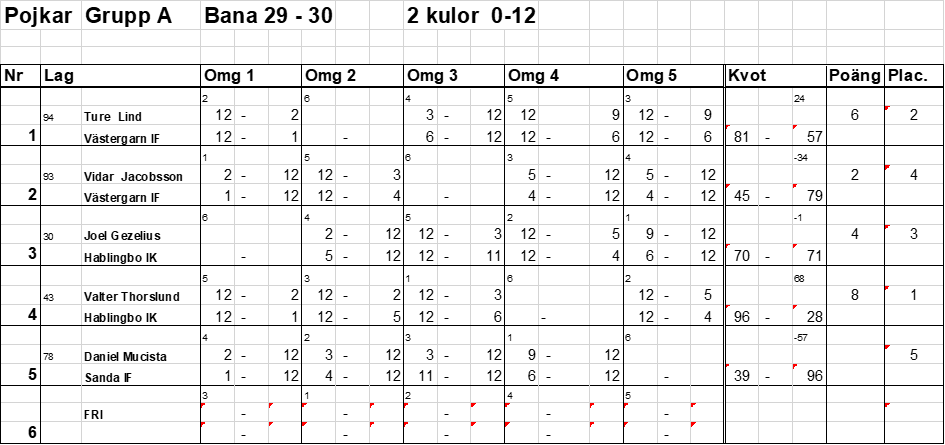 Pojkar Grupp A Bana 29 - 30 2 kulor 0-12
Nr Lag Omg 1 Omg 2 Omg 3 Omg 4 Omg 5 Kvot Poäng Plac.
2 6 4 5 3 24
94 Ture Lind 12 - 2 3 - 12 12 9 12 - 9 6 2
1 Västergarn IF 12 - 1 - 6 - 12 12 - 6 12 - 6 81 - 57
1 5 6 3 4 -34
93 Vidar Jacobsson 2 - 12 12 - 3 5 - 12 5 - 12 2 4
2 Västergarn IF 1 - 12 12 - 4 - 4 - 12 4 - 12 45 - 79
6 4 5 2 1 -1
30 Joel Gezelius 2 - 12 12 - 3 12 - 5 9 - 12 4 3
3 Hablingbo IK - 5 - 12 12 - 11 12 - 4 6 - 12 70 - 71
5 3 1 6 2 68
43 Valter Thorslund 12 - 2 12 - 2 12 - 3 12 - 5 8 1
4 Hablingbo IK 12 - 1 12 - 5 12 - 6 - 12 - 4 96 - 28
4 2 3 1 6 -57
78 Daniel Mucista 2 - 12 3 - 12 3 - 12 9 - 12 5
5 Sanda IF 1 - 12 4 - 12 11 - 12 6 - 12 - 39 - 96
3 1 2 4 5
FRI - - - - -
6 - - - - -